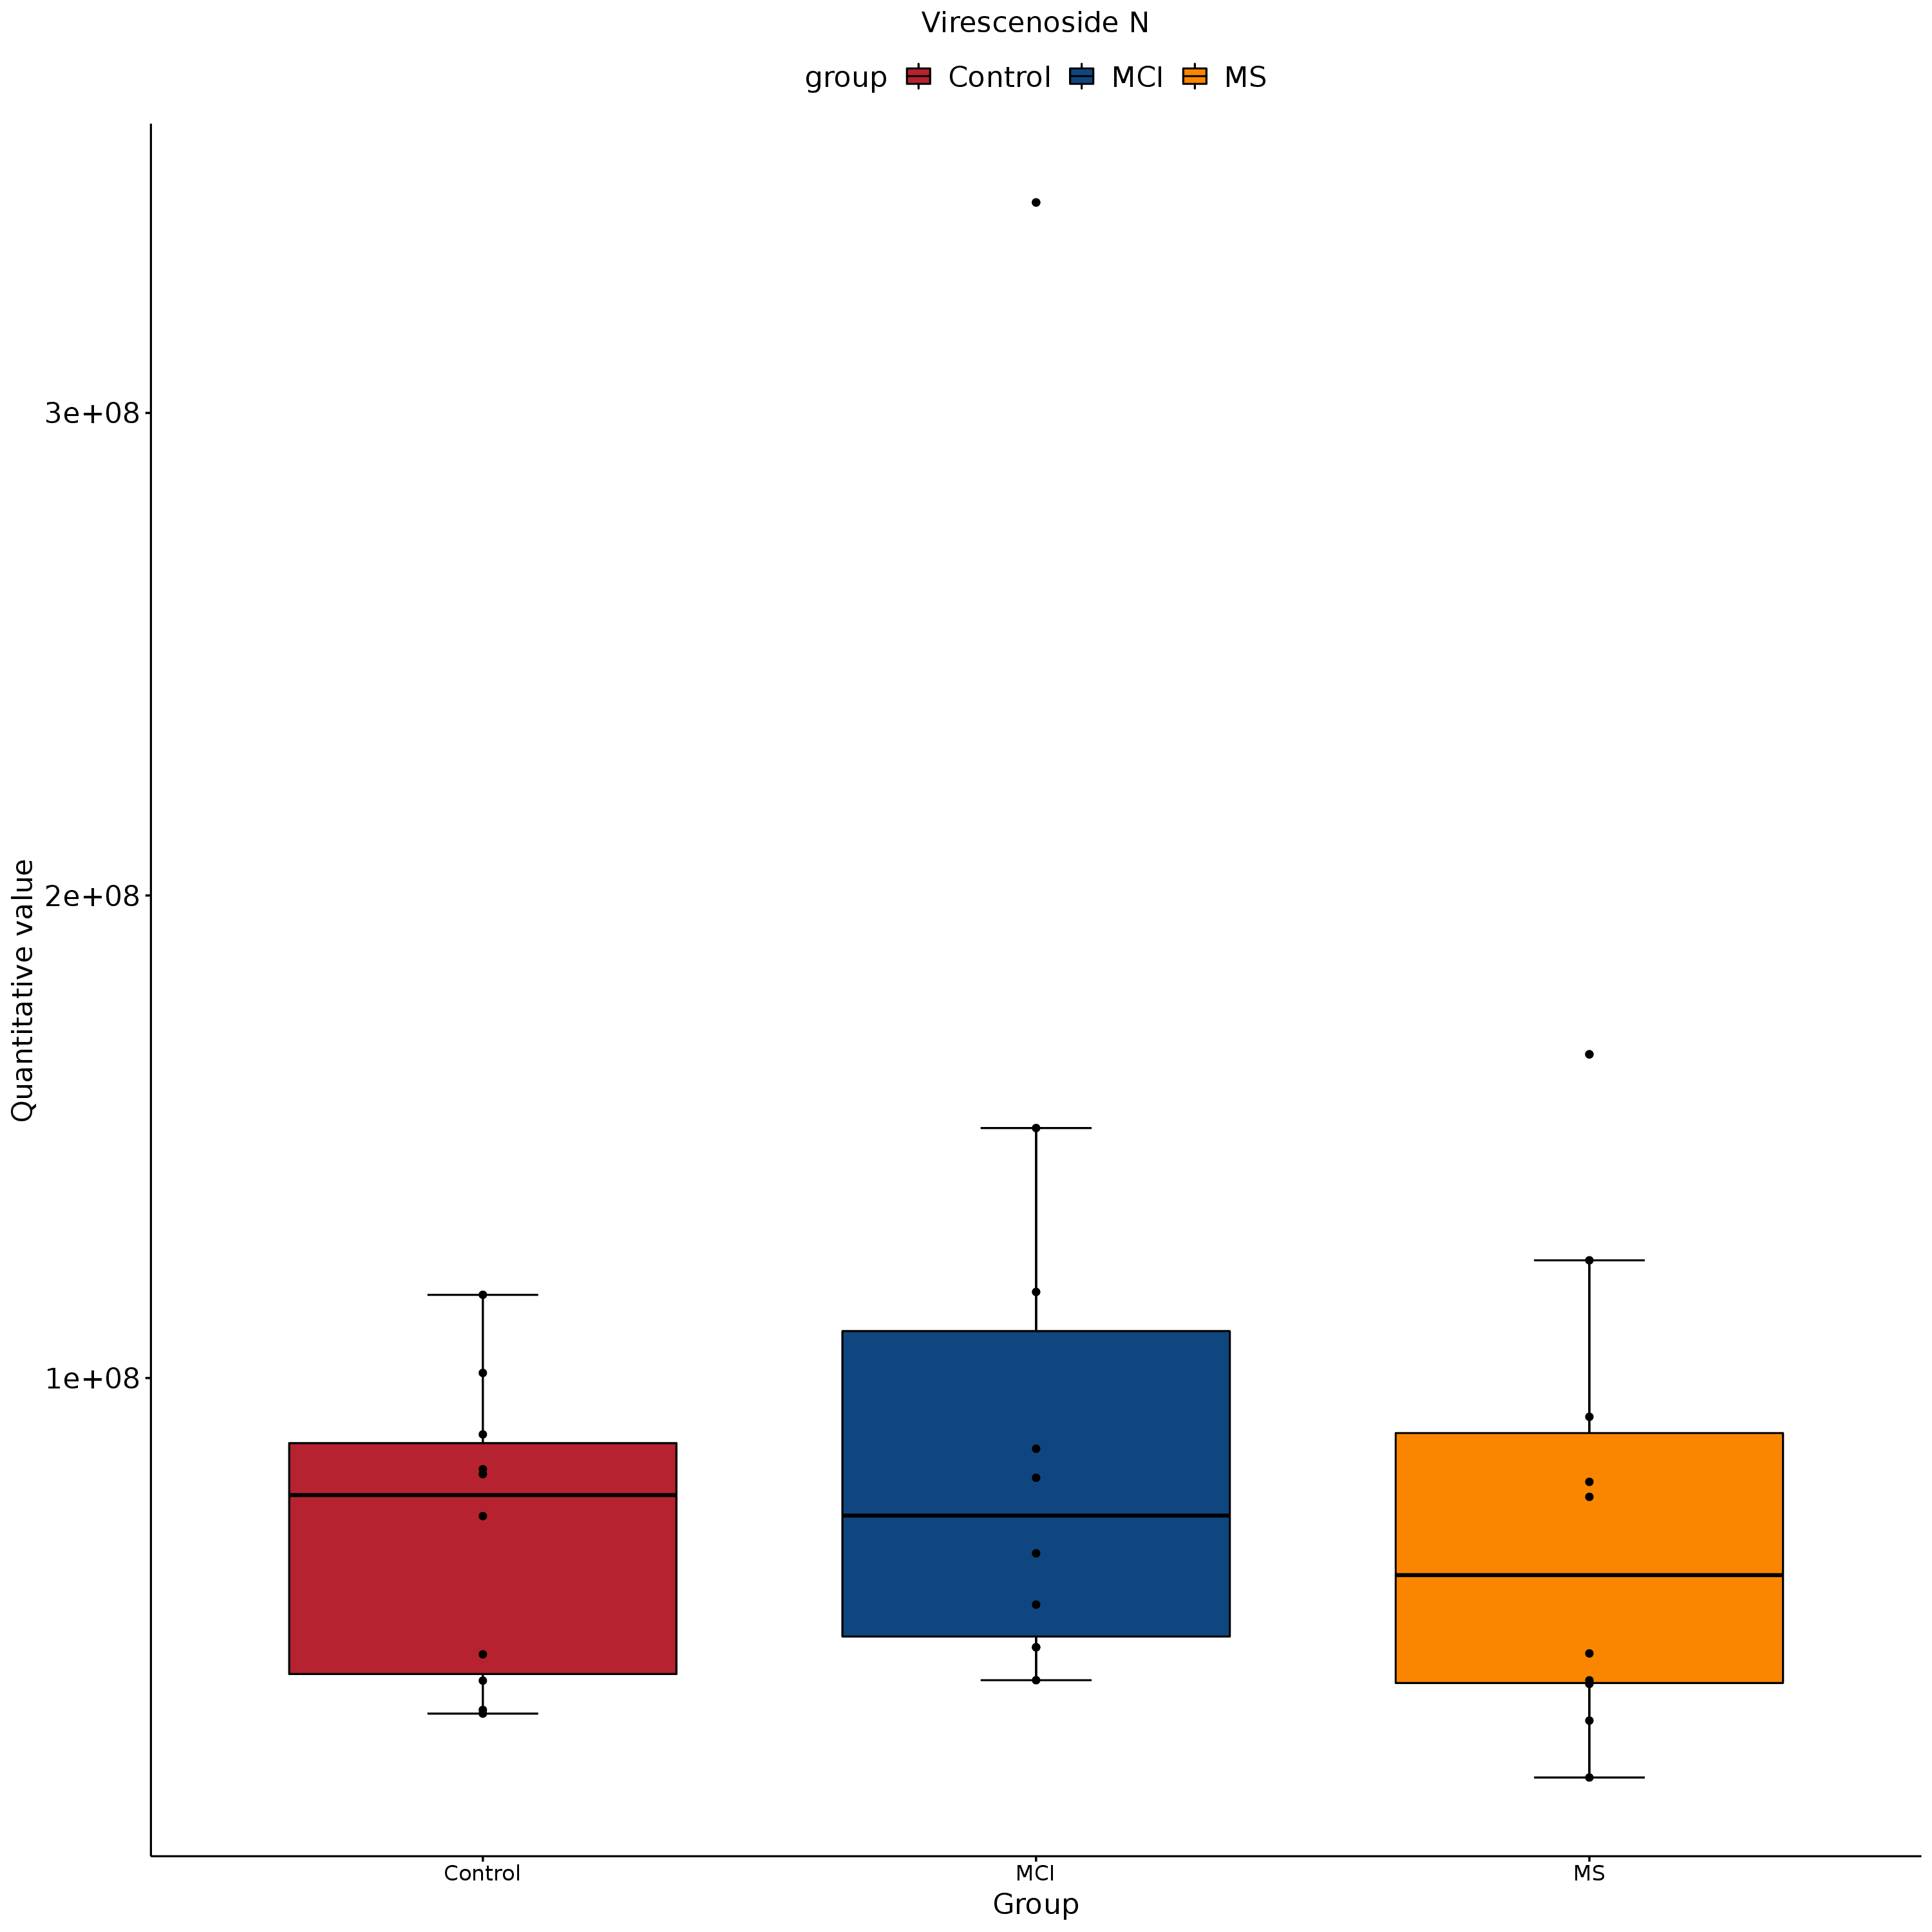 Virescenoside N
group Control MCI MS
3e+08
2e+08
1e+08
Quantitative value
Control MCI MS
Group